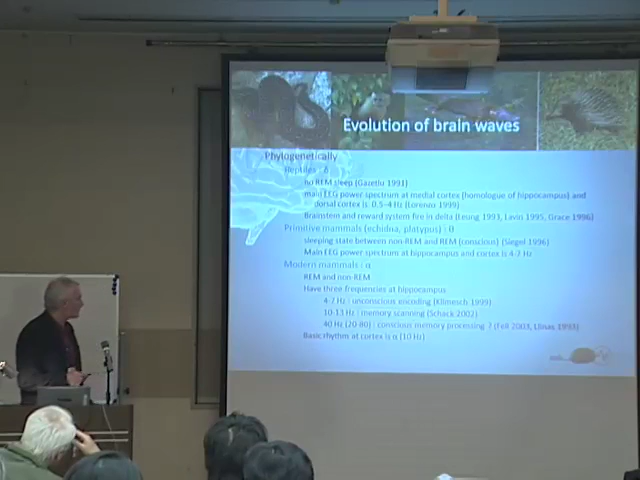 Evolution of brain waves
Phylogenetically
Reptiles : δ
no REM sleep (Gazetiu 1991)
main EEG power spectrum at medial cortex (homologue of hippocampus) and
dorsal cortex is 0.5-4 Hz (Lorenzo 1999)
Brainstem and reward system fire in delta (Leung 1993, Lavin 1995, Grace 1996)
Primitive mammals (echidna, platypus) : θ
sleeping state between non-REM and REM (conscious) (Siegel 1996)
Main EEG power spectrum at hippocampus and cortex is 4-7 Hz
Modern mammals : α
REM and non-REM
Have three frequencies at hippocampus
4-7 Hz : unconscious encoding (Klimesch 1999)
10-13 Hz : memory scanning (Schack 2002)
40 Hz (20-80) : conscious memory processing ? (Fell 2003, Llinas 1993)
Basic rhythm at cortex is α (10 Hz)